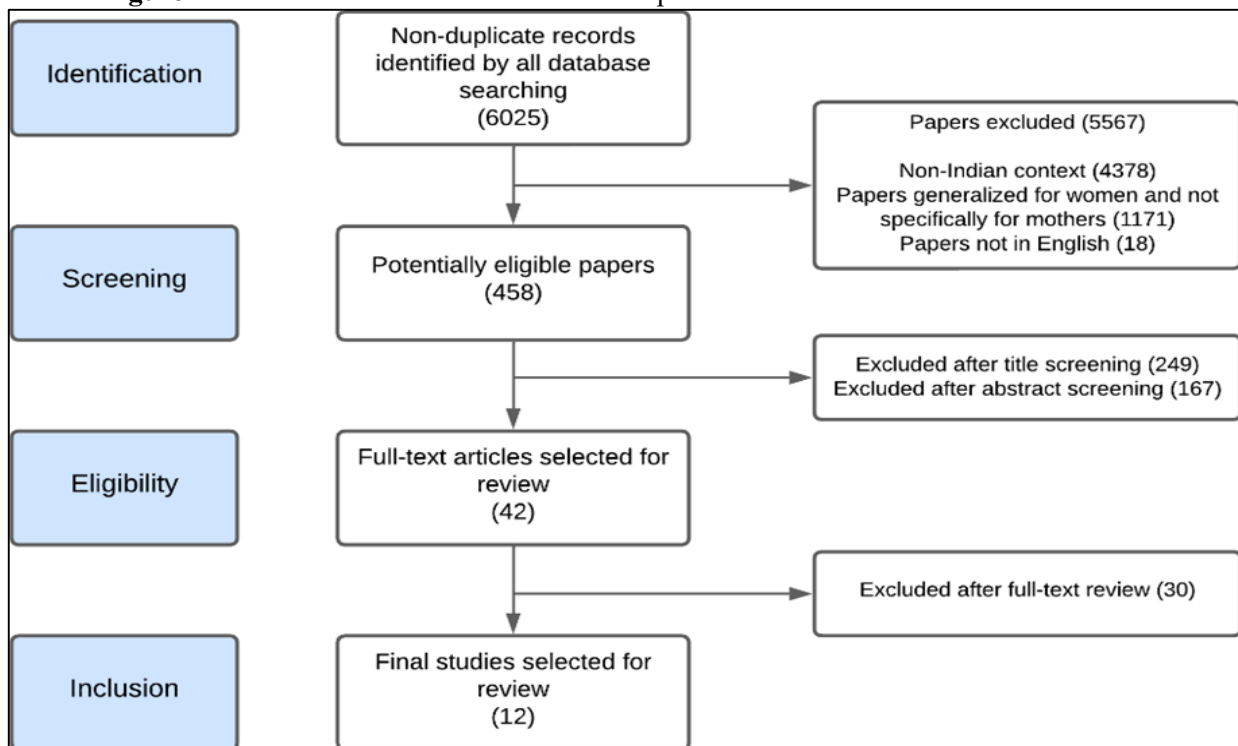 Identification
Non-duplicate records
identified by all database
searching
(6025)
Papers excluded (5567)
Non-Indian context (4378)
Papers generalized for women and not
specifically for mothers (1171)
Papers not in English (18)
Screening
Potentially eligible papers
(458)
Excluded after title screening (249)
Excluded after abstract screening (167)
Eligibility
Full-text articles selected for
review
(42)
Excluded after full-text review (30)
Inclusion
Final studies selected for
review
(12)